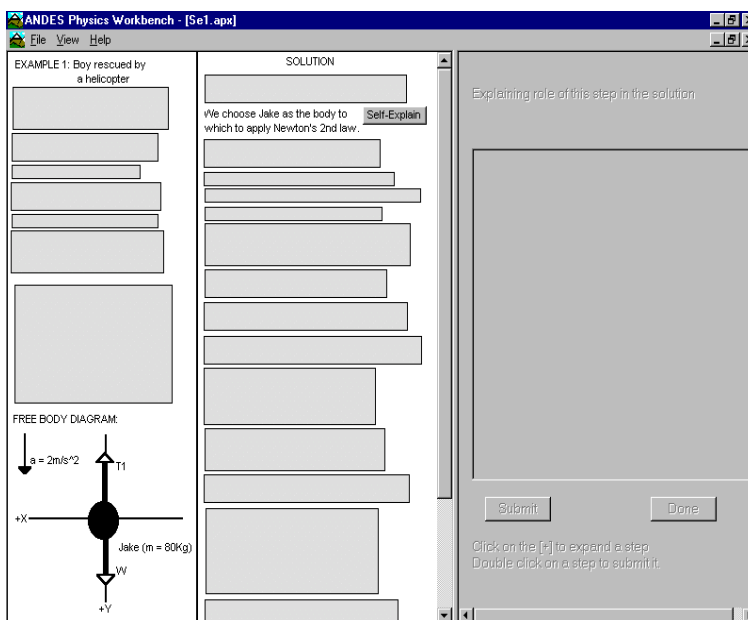 ANDES Physics Workbench - [Se1.apx]
File View Help
EXAMPLE 1: Boy rescued by
a helicopter
FREE BODY DIAGRAM:
a = 2m/s^2
T1
+X
Jake (m = 80Kg)
W
+Y
SOLUTION
We choose Jake as the body to
which to apply Newton's 2nd law.
Self-Explain
Explaining role of this step in the solution
Submit
Done
Click on the [+] to expand a step
Double click on a step to submit it.